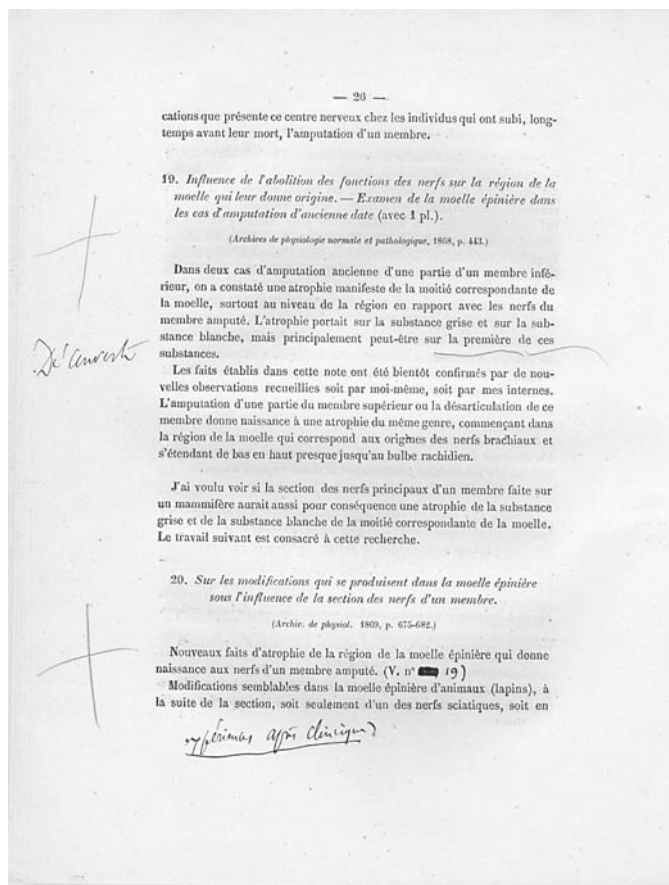 — 26 —
cations que présente ce centre nerveux chez les individus qui ont subi, long-
temps avant leur mort, l'amputation d'un membre.
19. Influence de l'abolition des fonctions des nerfs sur la région de la
moelle qui leur donne origine. — Examen de la moelle épinière dans
les cas d'amputation d'ancienne date (avec 1 pl.).
(Archives de physiologie normale et pathologique, 1868, p. 443.)
Dans deux cas d'amputation ancienne d'une partie d'un membre infé-
rieur, on a constaté une atrophie manifeste de la moitié correspondante de
la moelle, surtout au niveau de la région en rapport avec les nerfs du
membre amputé. L'atrophie portait sur la substance grise et sur la sub-
stance blanche, mais principalement peut-être sur la première de ces
substances.
Les faits établis dans cette note ont été bientôt confirmés par de nou-
velles observations recueillies soit par moi-même, soit par mes internes.
L'amputation d'une partie du membre supérieur ou la désarticulation de ce
membre donne naissance à une atrophie du même genre, commençant dans
la région de la moelle qui correspond aux origines des nerfs brachiaux et
s'étendant de bas en haut presque jusqu'au bulbe rachidien.
J'ai voulu voir si la section des nerfs principaux d'un membre faite sur
un mammifère aurait aussi pour conséquence une atrophie de la substance
grise et de la substance blanche de la moitié correspondante de la moelle.
Le travail suivant est consacré à cette recherche.
20. Sur les modifications qui se produisent dans la moelle épinière
sous l'influence de la section des nerfs d'un membre.
(Archiv. de physiol. 1869, p. 675-682.)
Nouveaux faits d'atrophie de la région de la moelle épinière qui donne
naissance aux nerfs d'un membre amputé. (V. n° 19)
Modifications semblables dans la moelle épinière d'animaux (lapins), à
la suite de la section, soit seulement d'un des nerfs sciatiques, soit en
après clinique